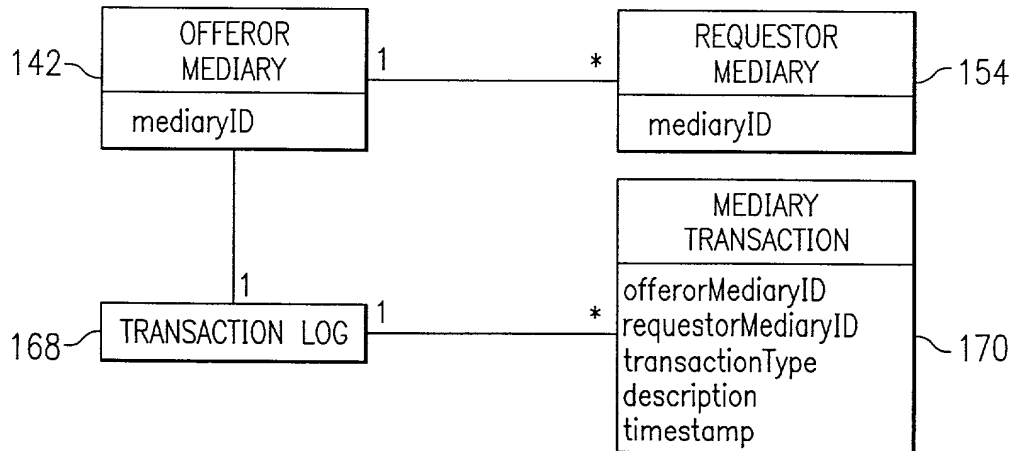 142
OFFEROR
MEDIARY
mediaryID
1
*
REQUESTOR
MEDIARY
mediaryID
154
1
168
TRANSACTION LOG
1
*
MEDIARY
TRANSACTION
offerorMediaryID
requestorMediaryID
transactionType
description
timestamp
170